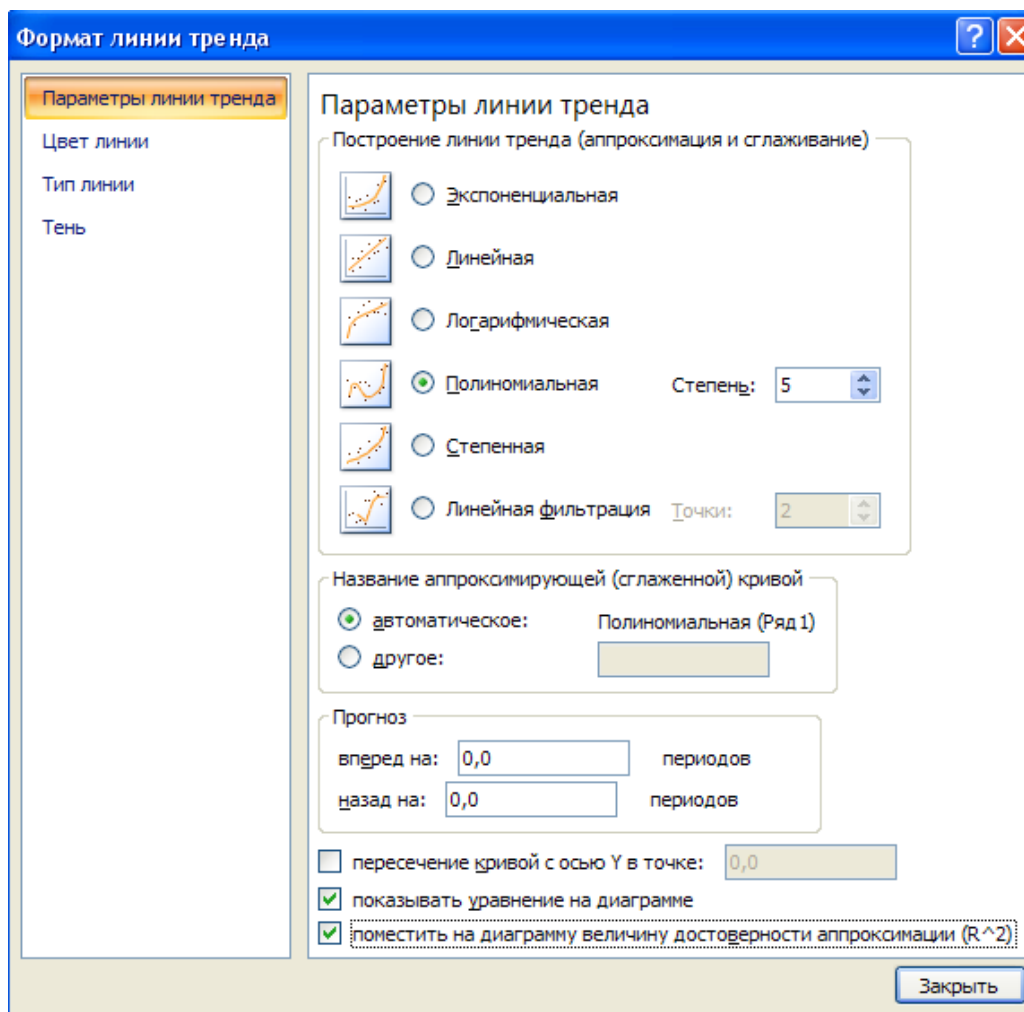 Формат линии тренда
Параметры линии тренда
Цвет линии
Тип линии
Тень
Параметры линии тренда
Построение линии тренда (аппроксимация и сглаживание)
Экспоненциальная
Линейная
Логарифмическая
Полиномиальная Степень: 5
Степенная
Линейная фильтрация Точки: 2
Название аппроксимирующей (сглаженной) кривой
автоматическое: Полиномиальная (Ряд1)
другое:
Прогноз
вперед на: 0,0 периодов
назад на: 0,0 периодов
пересечение кривой с осью Y в точке: 0,0
показывать уравнение на диаграмме
поместить на диаграмму величину достоверности аппроксимации (R^2)
Закрыть